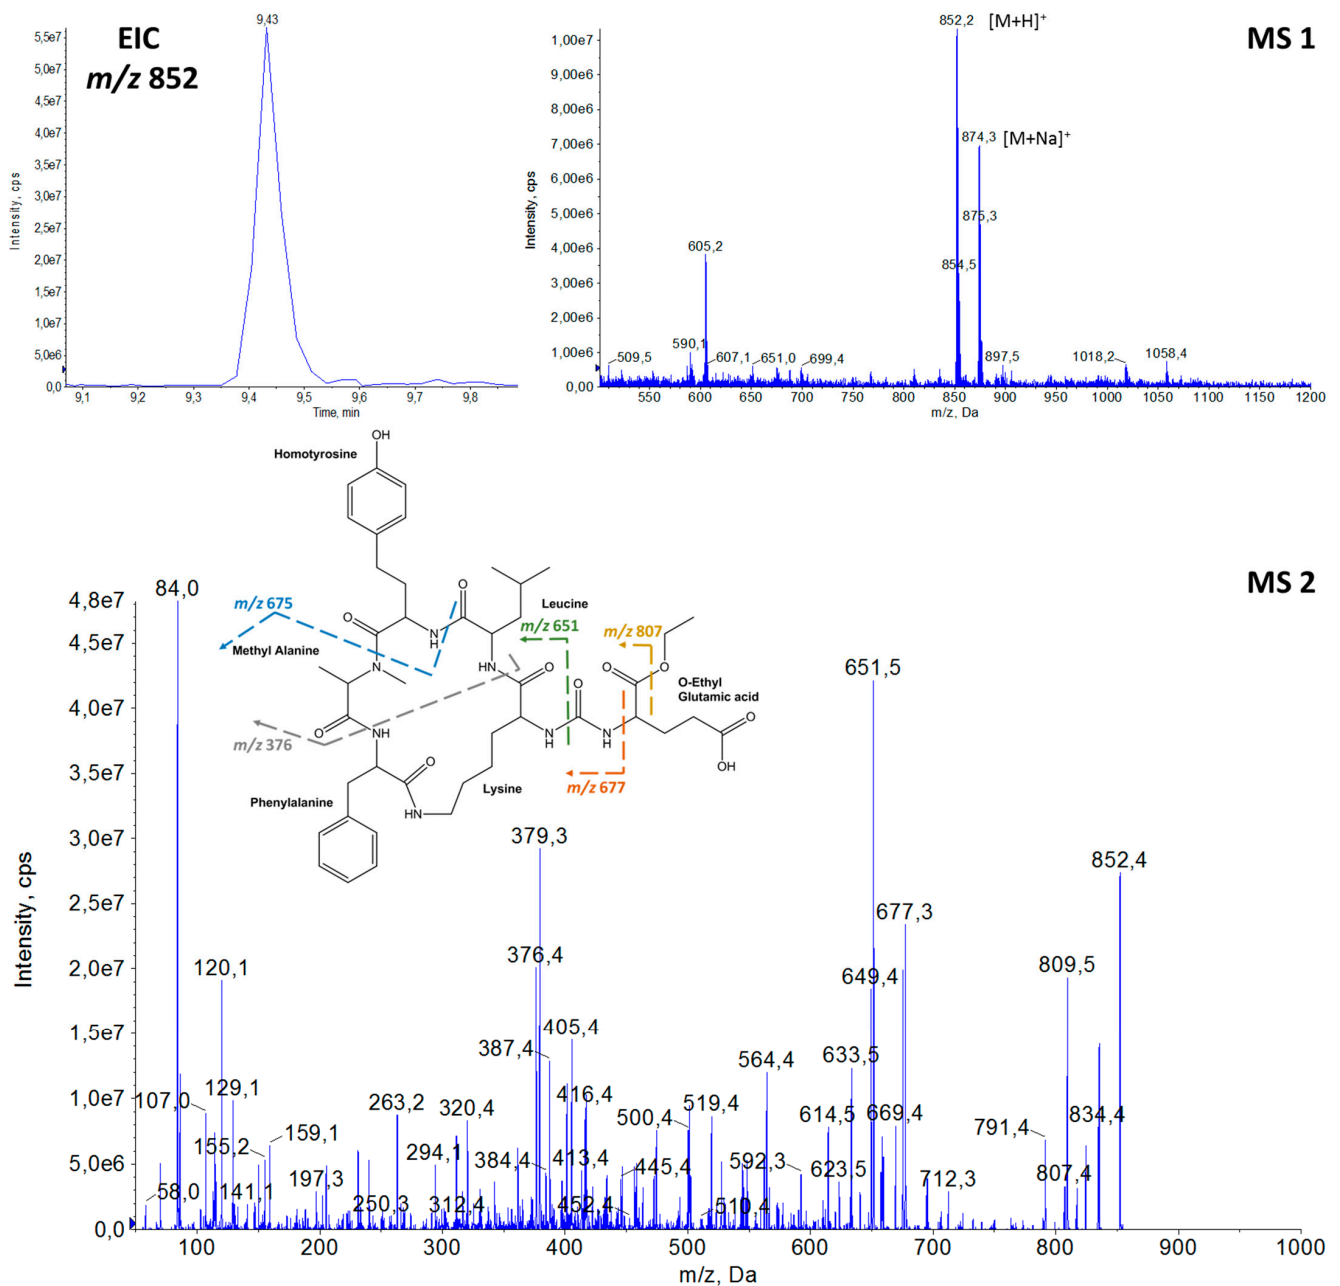 EIC
m/z 852
9,43
5,5e7
5,0e7
4,5e7
4,0e7
3,5e7
3,0e7
2,5e7
2,0e7
1,5e7
1,0e7
5,0e6
0,0
Intensity, cps
9,1
9,2
9,3
9,4
9,5
9,6
9,7
9,8
Time, min
MS 1
852,2
[M+H]+
874,3
[M+Na]+
875,3
854,5
605,2
590,1
509,5
607,1
651,0
699,4
897,5
1018,2
1058,4
1,00e7
9,00e6
8,00e6
7,00e6
6,00e6
5,00e6
4,00e6
3,00e6
2,00e6
1,00e6
0,00
Intensity, cps
550
600
650
700
750
800
850
900
950
1000
1050
1100
1150
1200
m/z, Da
MS 2
OH
Homotyrosine
O
O
Leucine
m/z 675
N
H
m/z 651
m/z 807
Methyl Alanine
N
NH
O
O
O
O
O-Ethyl
Glutamic acid
O
O
m/z 376
NH
N
H
N
H
OH
O
Lysine
m/z 677
Phenylalanine
HN
84,0
651,5
379,3
852,4
677,3
376,4
120,1
649,4
809,5
405,4
387,4
633,5
564,4
129,1
107,0
263,2
320,4
416,4
500,4
519,4
614,5
669,4
791,4
834,4
155,2
159,1
294,1
384,4
413,4
445,4
592,3
623,5
712,3
807,4
58,0
141,1
197,3
250,3
312,4
452,4
510,4
4,8e7
4,5e7
4,0e7
3,5e7
3,0e7
2,5e7
2,0e7
1,5e7
1,0e7
5,0e6
0,0
Intensity, cps
100
200
300
400
500
600
700
800
900
1000
m/z, Da